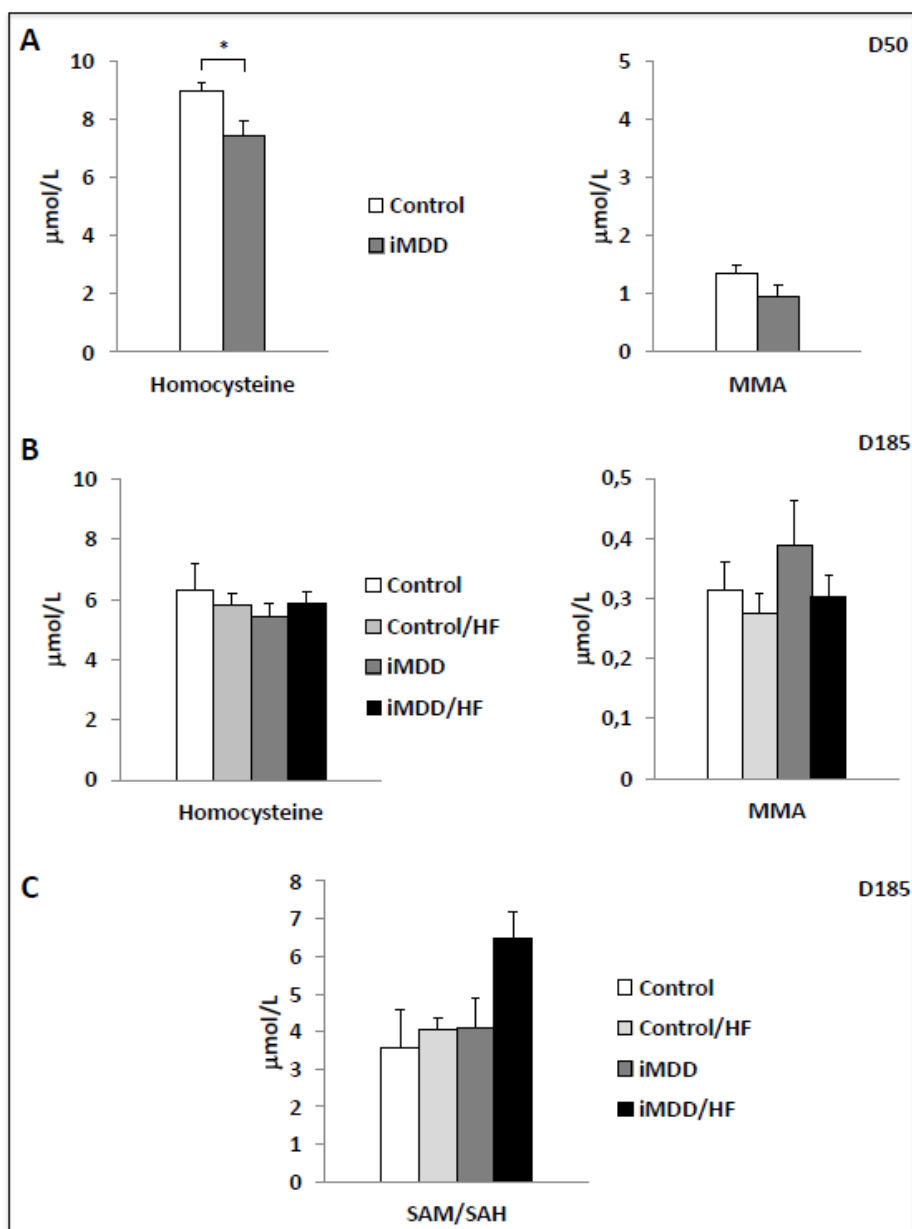 A
D50
*
10
8
6
4
2
0
µmol/L
Homocysteine
Control
iMDD
5
4
3
2
1
0
µmol/L
MMA
B
D185
10
8
6
4
2
0
µmol/L
Homocysteine
Control
Control/HF
iMDD
iMDD/HF
0,5
0,4
0,3
0,2
0,1
0
µmol/L
MMA
C
D185
8
7
6
5
4
3
2
1
0
µmol/L
SAM/SAH
Control
Control/HF
iMDD
iMDD/HF